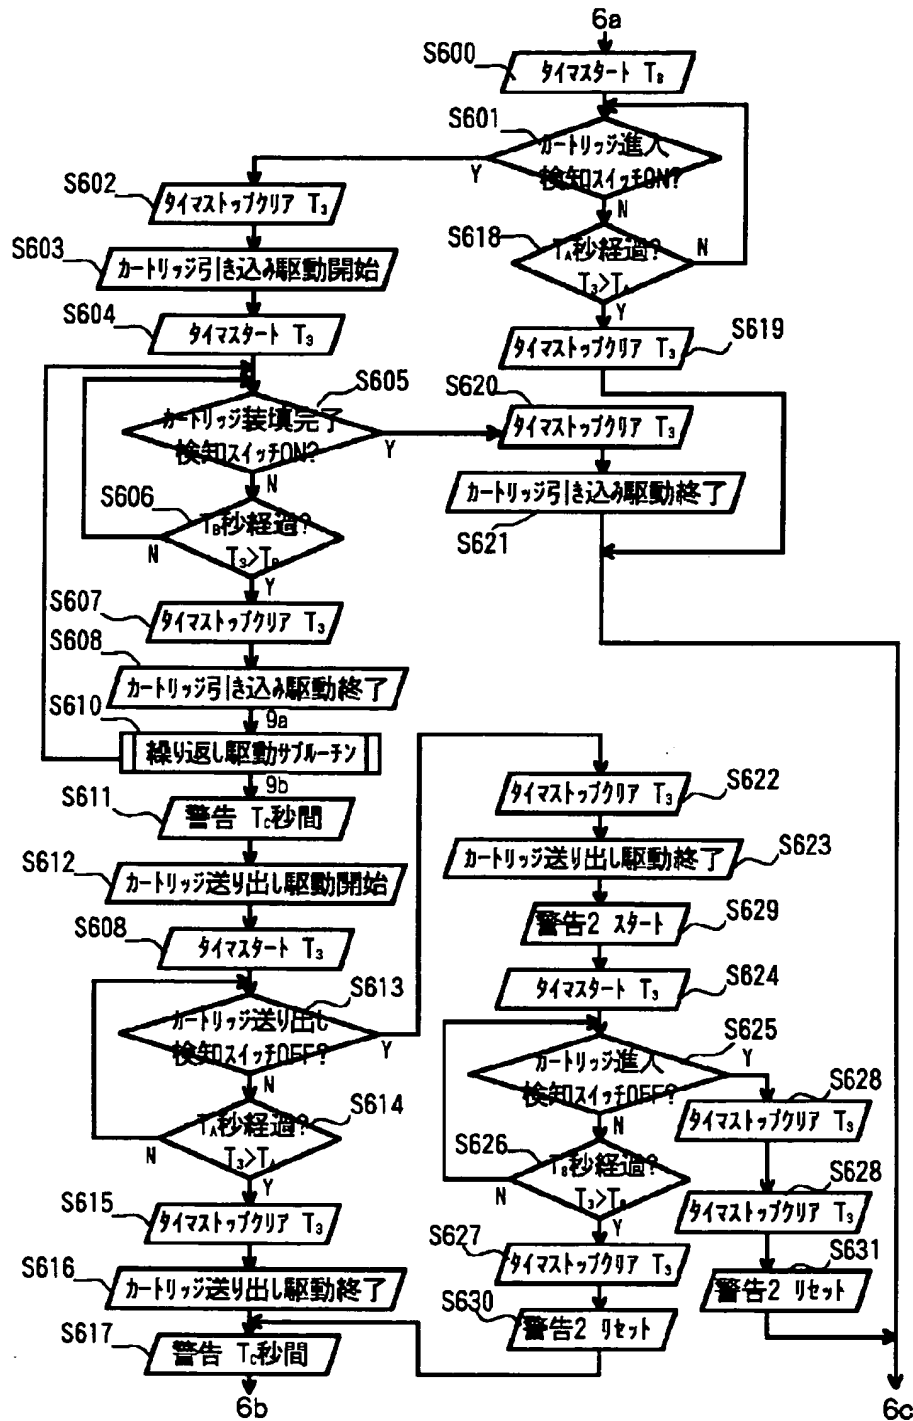 6a
S600
タイマスタート T₃
S601
カートリッジ進入
検知スイッチON?
Y
N
S602
タイマストップクリア T₃
S618
TA秒経過?
T₃>TA
N
Y
S603
カートリッジ引き込み駆動開始
S604
タイマスタート T₃
S619
タイマストップクリア T₃
S605
カートリッジ装填完了
検知スイッチON?
Y
N
S620
タイマストップクリア T₃
S621
カートリッジ引き込み駆動終了
S606
TB秒経過?
T₃>TB
N
Y
S607
タイマストップクリア T₃
S608
カートリッジ引き込み駆動終了
S610
9a
繰り返し駆動サブルーチン
9b
S611
警告 Tc秒間
S612
カートリッジ送り出し駆動開始
S608
タイマスタート T₃
S613
カートリッジ送り出し
検知スイッチOFF?
Y
N
S614
TA秒経過?
T₃>TA
N
Y
S615
タイマストップクリア T₃
S616
カートリッジ送り出し駆動終了
S617
警告 Tc秒間
6b
S622
タイマストップクリア T₃
S623
カートリッジ送り出し駆動終了
S629
警告2 スタート
S624
タイマスタート T₃
S625
カートリッジ進入
検知スイッチOFF?
Y
N
S626
TB秒経過?
T₃>TB
N
Y
S627
タイマストップクリア T₃
S630
警告2 リセット
S628
タイマストップクリア T₃
S628
タイマストップクリア T₃
S631
警告2 リセット
6c